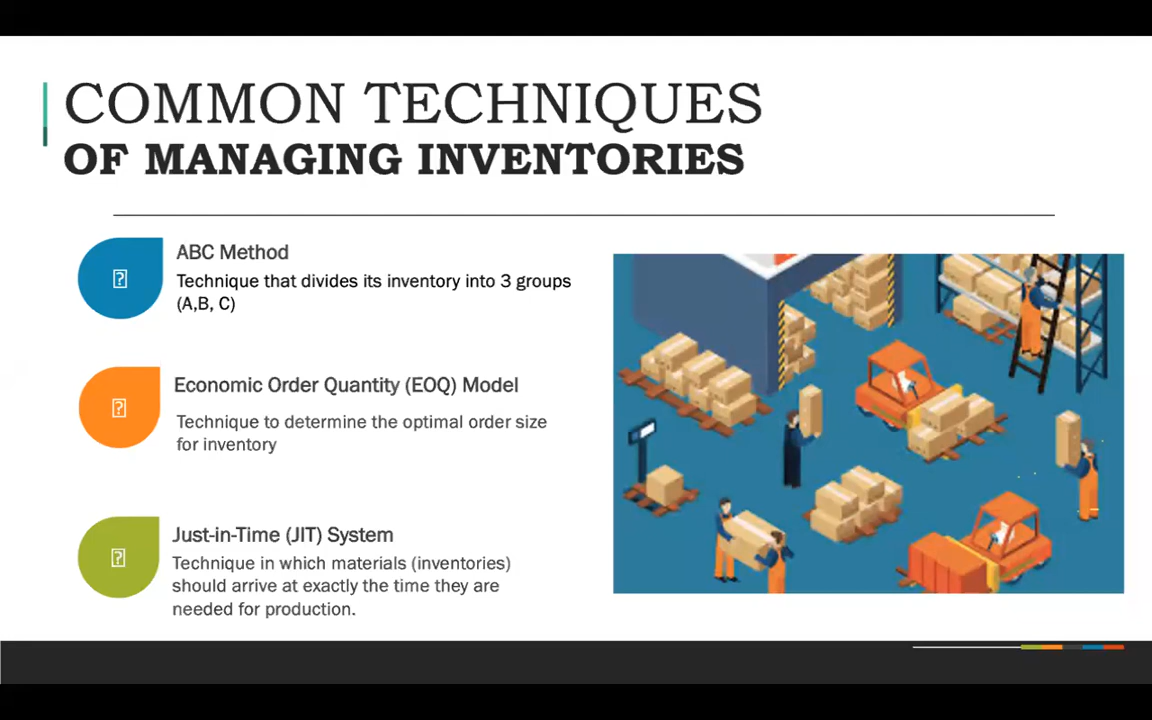 COMMON TECHNIQUES
OF MANAGING INVENTORIES
ABC Method
Technique that divides its inventory into 3 groups
(A,B, C)
Economic Order Quantity (EOQ) Model
Technique to determine the optimal order size
for inventory
Just-in-Time (JIT) System
Technique in which materials (inventories)
should arrive at exactly the time they are
needed for production.